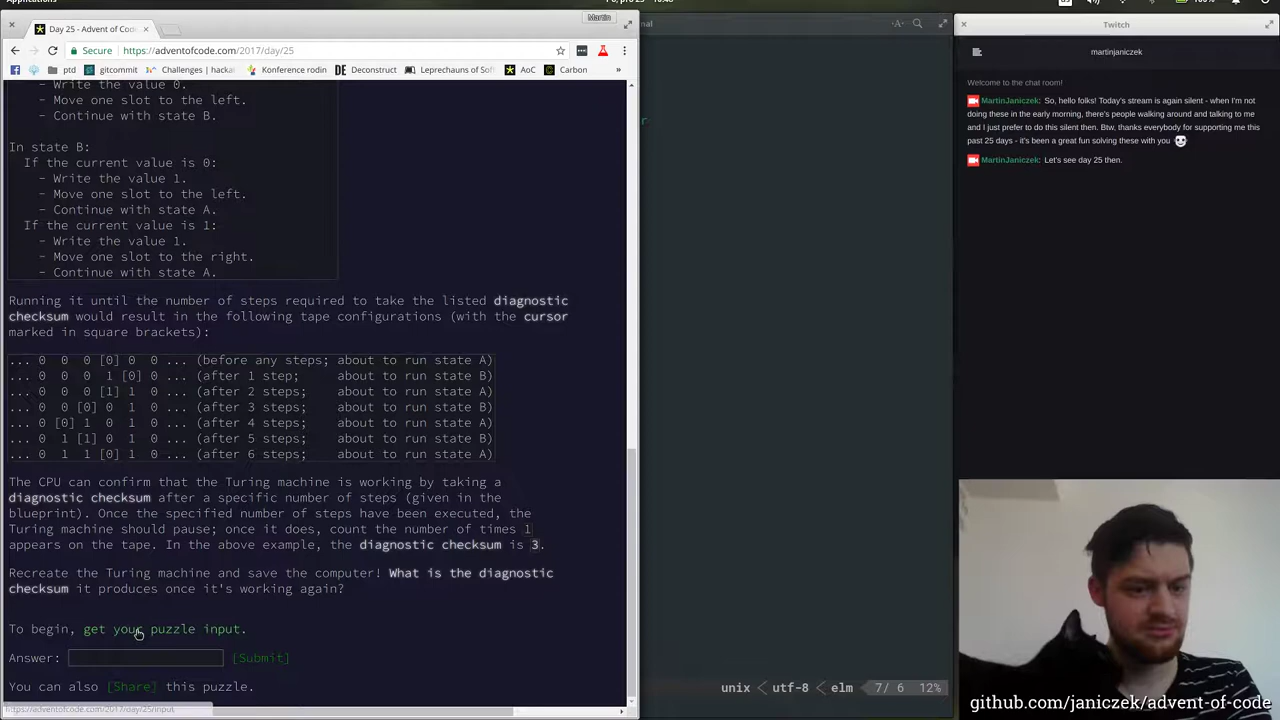 Martin
Day 25 - Advent of Cod
Secure https://adventofcode.com/2017/day/25
ptd gitcommit Challenges | hackat Konference rodin Deconstruct Leprechauns of Soft AoC Carbon »
- Write the value 0.
- Move one slot to the left.
- Continue with state B.
In state B:
If the current value is 0:
- Write the value 1.
- Move one slot to the left.
- Continue with state A.
If the current value is 1:
- Write the value 1.
- Move one slot to the right.
- Continue with state A.
Running it until the number of steps required to take the listed diagnostic
checksum would result in the following tape configurations (with the cursor
marked in square brackets):
... 0 0 0 [0] 0 0 ... (before any steps; about to run state A)
... 0 0 0 1 [0] 0 ... (after 1 step; about to run state B)
... 0 0 0 [1] 1 0 ... (after 2 steps; about to run state A)
... 0 0 [0] 0 1 0 ... (after 3 steps; about to run state B)
... 0 [0] 1 0 1 0 ... (after 4 steps; about to run state A)
... 0 1 [1] 0 1 0 ... (after 5 steps; about to run state B)
... 0 1 1 [0] 1 0 ... (after 6 steps; about to run state A)
The CPU can confirm that the Turing machine is working by taking a
diagnostic checksum after a specific number of steps (given in the
blueprint). Once the specified number of steps have been executed, the
Turing machine should pause; once it does, count the number of times 1
appears on the tape. In the above example, the diagnostic checksum is 3.
Recreate the Turing machine and save the computer! What is the diagnostic
checksum it produces once it's working again?
To begin, get your puzzle input.
Answer: [Submit]
You can also [Share] this puzzle.
https://adventofcode.com/2017/day/25/input
nal
r
unix < utf-8 < elm 7/ 6 12%
Twitch
martinjaniczek
Welcome to the chat room!
MartinJaniczek: So, hello folks! Today's stream is again silent - when I'm not
doing these in the early morning, there's people walking around and talking to me
and I just prefer to do this silent then. Btw, thanks everybody for supporting me this
past 25 days - it's been a great fun solving these with you
MartinJaniczek: Let's see day 25 then.
github.com/janiczek/advent-of-code